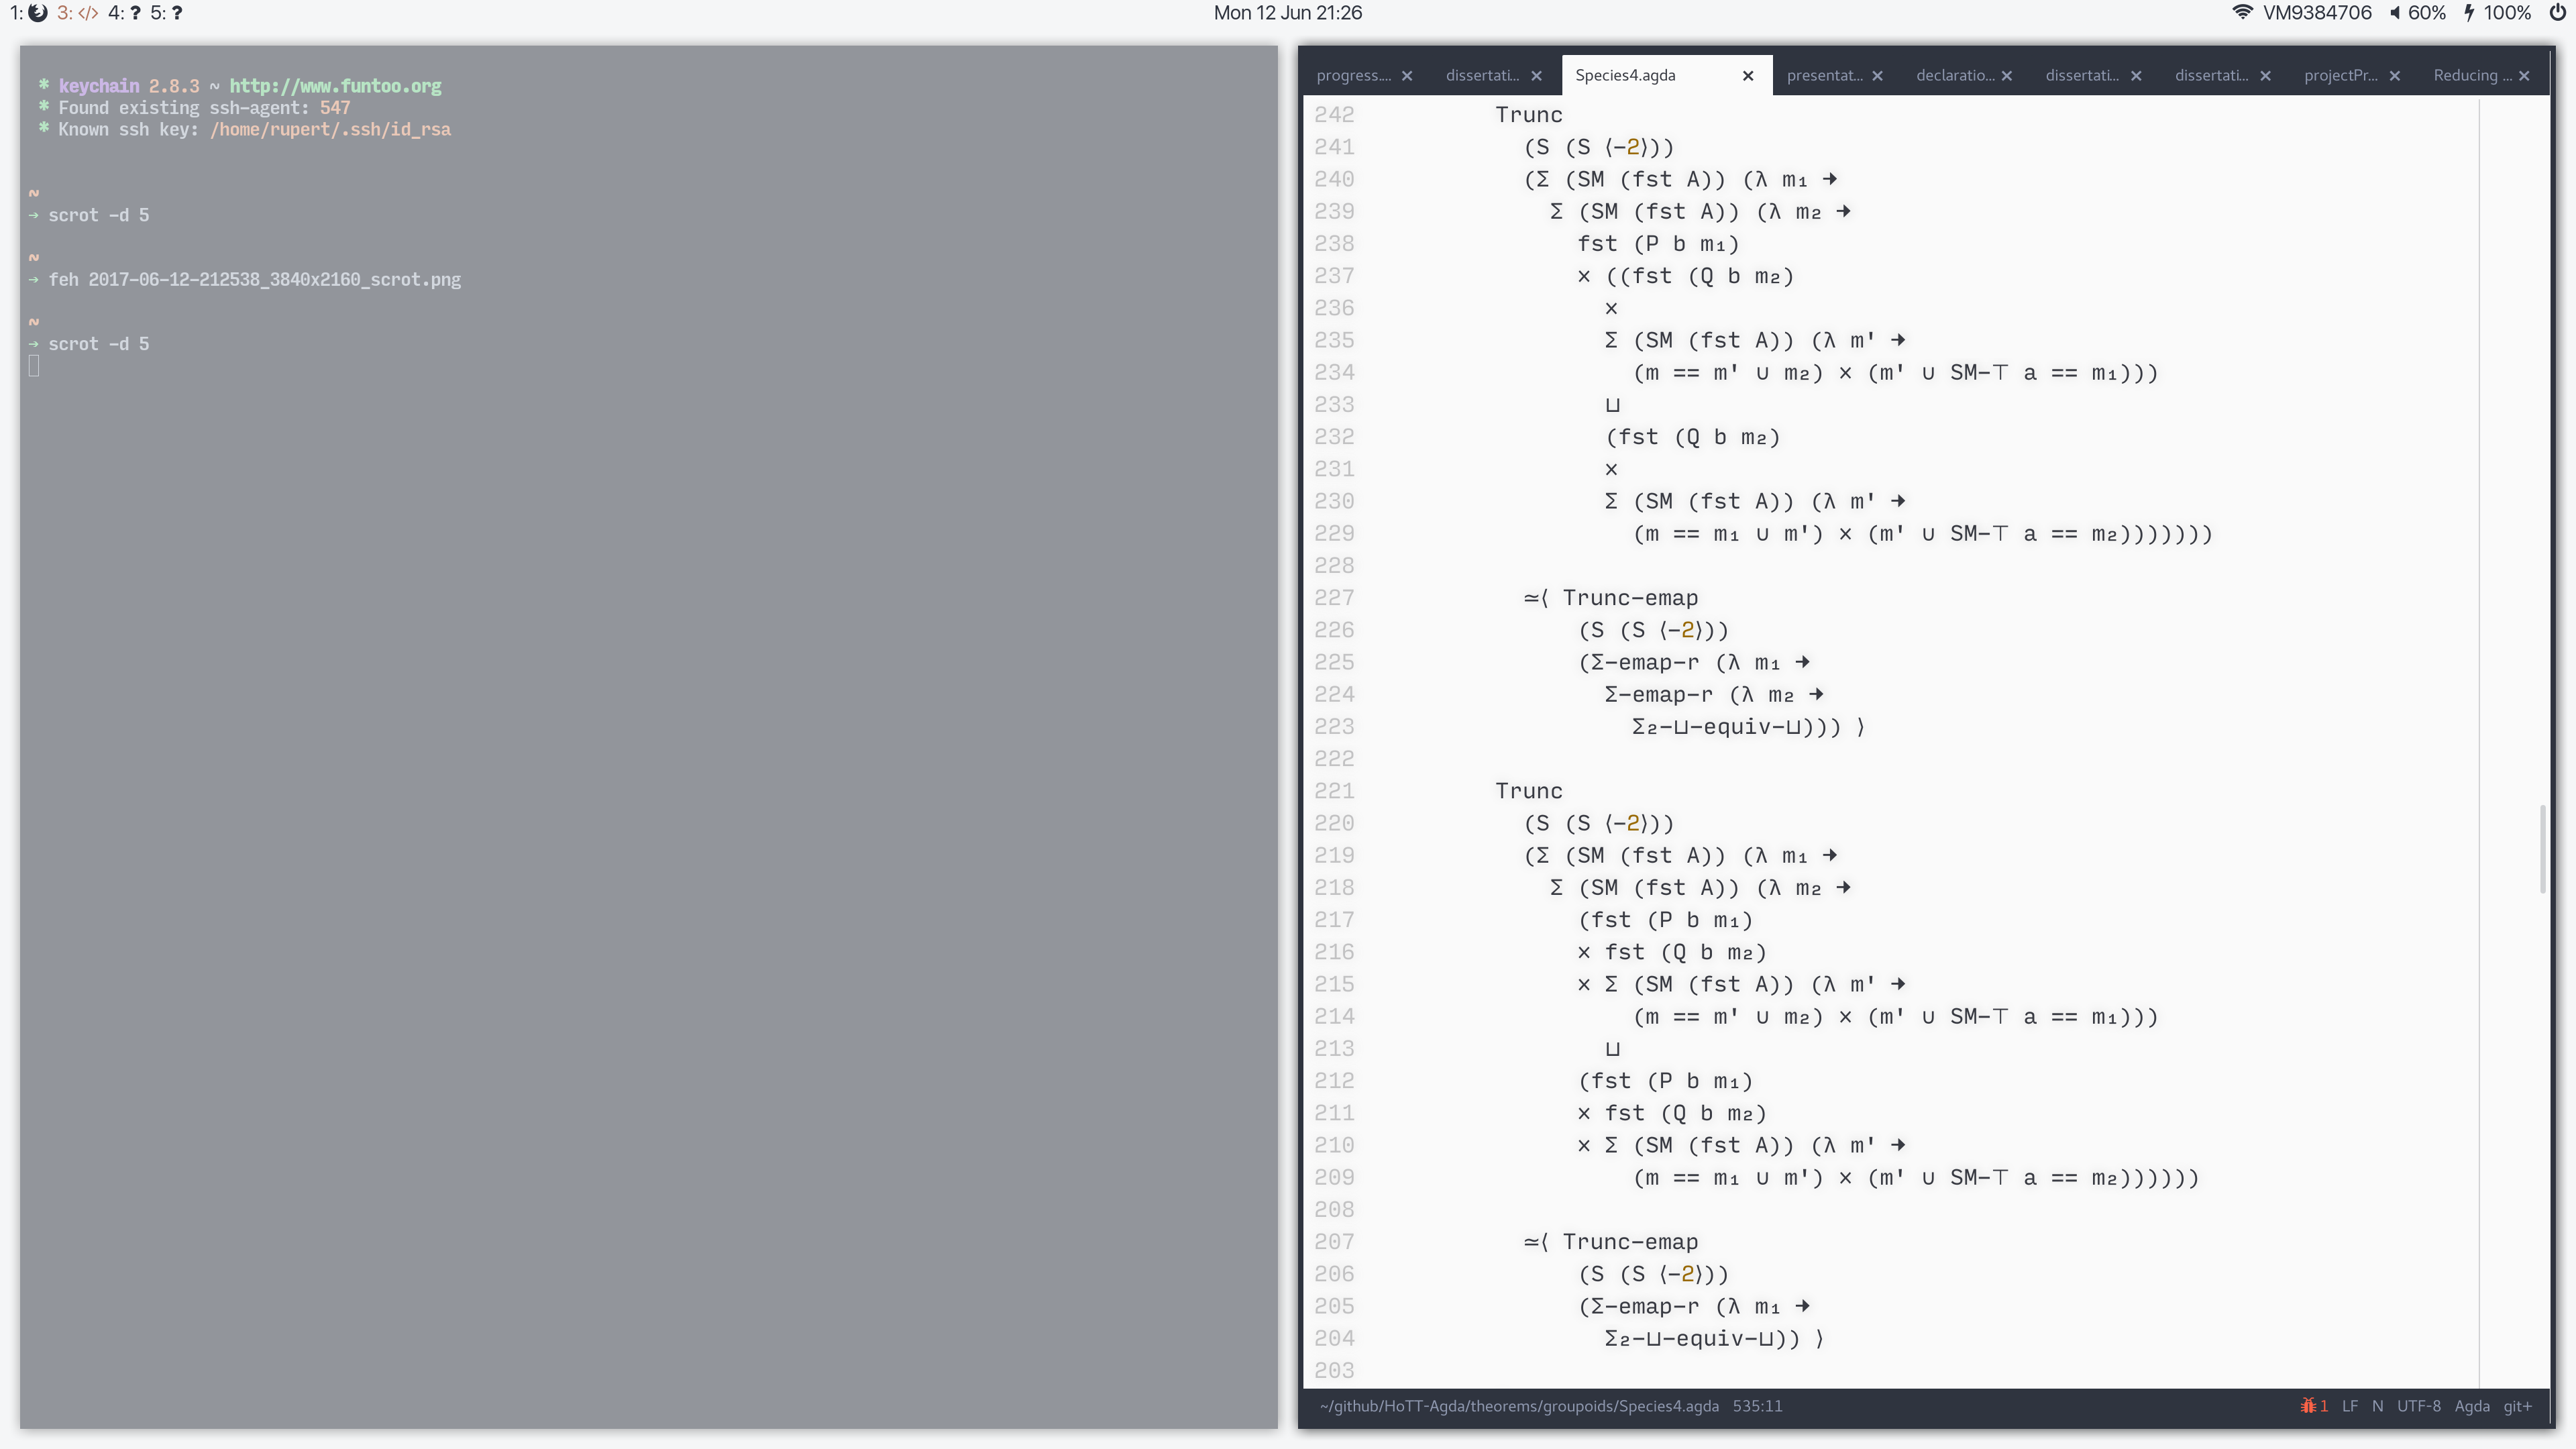 1: 3: </> 4: ? 5: ?
Mon 12 Jun 21:26
VM9384706 60% 100%
* keychain 2.8.3 ~ http://www.funtoo.org
* Found existing ssh-agent: 547
* Known ssh key: /home/rupert/.ssh/id_rsa
~
→ scrot -d 5
~
→ feh 2017-06-12-212538_3840x2160_scrot.png
~
→ scrot -d 5
progress.... × dissertati... × Species4.agda × presentat... × declaratio... × dissertati... × dissertati... × projectPr... × Reducing ... ×
242 Trunc
241 (S (S ⟨-2⟩))
240 (Σ (SM (fst A)) (λ m₁ →
239 Σ (SM (fst A)) (λ m₂ →
238 fst (P b m₁)
237 × ((fst (Q b m₂)
236 ×
235 Σ (SM (fst A)) (λ m' →
234 (m == m' ∪ m₂) × (m' ∪ SM-⊤ a == m₁)))
233 ⊔
232 (fst (Q b m₂)
231 ×
230 Σ (SM (fst A)) (λ m' →
229 (m == m₁ ∪ m') × (m' ∪ SM-⊤ a == m₂)))))))
228
227 ≃⟨ Trunc-emap
226 (S (S ⟨-2⟩))
225 (Σ-emap-r (λ m₁ →
224 Σ-emap-r (λ m₂ →
223 Σ₂-⊔-equiv-⊔))) ⟩
222
221 Trunc
220 (S (S ⟨-2⟩))
219 (Σ (SM (fst A)) (λ m₁ →
218 Σ (SM (fst A)) (λ m₂ →
217 (fst (P b m₁)
216 × fst (Q b m₂)
215 × Σ (SM (fst A)) (λ m' →
214 (m == m' ∪ m₂) × (m' ∪ SM-⊤ a == m₁)))
213 ⊔
212 (fst (P b m₁)
211 × fst (Q b m₂)
210 × Σ (SM (fst A)) (λ m' →
209 (m == m₁ ∪ m') × (m' ∪ SM-⊤ a == m₂))))))
208
207 ≃⟨ Trunc-emap
206 (S (S ⟨-2⟩))
205 (Σ-emap-r (λ m₁ →
204 Σ₂-⊔-equiv-⊔)) ⟩
203
~/github/HoTT-Agda/theorems/groupoids/Species4.agda 535:11 1 LF N UTF-8 Agda git+